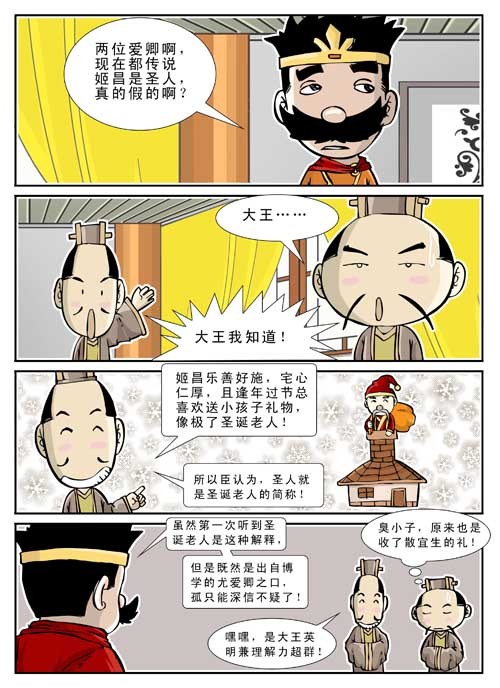 两位爱卿啊，
现在都传说
姬昌是圣人，
真的假的啊？
大王……
大王我知道！
姬昌乐善好施，宅心
仁厚，且逢年过节总
喜欢送小孩子礼物，
像极了圣诞老人！
所以臣认为，圣人就
是圣诞老人的简称！
虽然第一次听到圣
诞老人是这种解释，
但是既然是出自博
学的尤爱卿之口，
孤只能深信不疑了！
臭小子，原来也是
收了散宜生的礼！
嘿嘿，是大王英
明兼理解力超群！